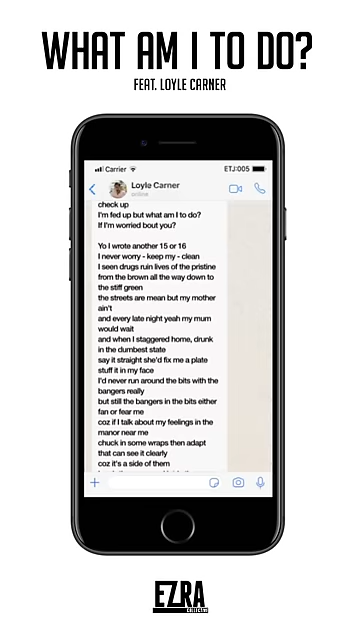 WHAT AM I TO DO?
FEAT. LOYLE CARNER
Carrier
ETJ:005
Loyle Carner
online
check up
I'm fed up but what am I to do?
If I'm worried bout you?
Yo I wrote another 15 or 16
I never worry - keep my - clean
I seen drugs ruin lives of the pristine
from the brown all the way down to
the stiff green
the streets are mean but my mother
ain't
and every late night yeah my mum
would wait
and when I staggered home, drunk
in the dumbest state
say it straight she'd fix me a plate
stuff it in my face
I'd never run around the bits with the
bangers really
but still the bangers in the bits either
fan or fear me
coz if I talk about my feelings in the
manor near me
chuck in some wraps then adapt
that can see it clearly
coz it's a side of them
EZRA
COLLECTIVE